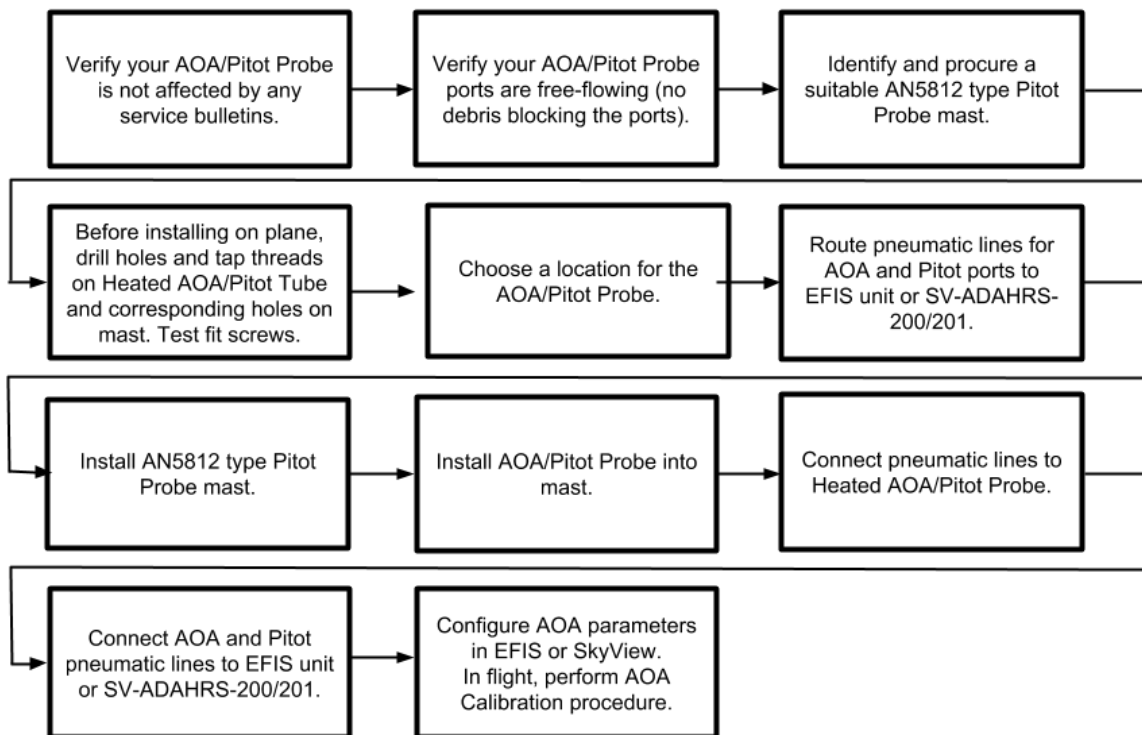 Verify your AOA/Pitot Probe
is not affected by any
service bulletins.
Verify your AOA/Pitot Probe
ports are free-flowing (no
debris blocking the ports).
Identify and procure a
suitable AN5812 type Pitot
Probe mast.
Before installing on plane,
drill holes and tap threads
on Heated AOA/Pitot Tube
and corresponding holes on
mast. Test fit screws.
Choose a location for the
AOA/Pitot Probe.
Route pneumatic lines for
AOA and Pitot ports to
EFIS unit or SV-ADAHRS-
200/201.
Install AN5812 type Pitot
Probe mast.
Install AOA/Pitot Probe into
mast.
Connect pneumatic lines to
Heated AOA/Pitot Probe.
Connect AOA and Pitot
pneumatic lines to EFIS unit
or SV-ADAHRS-200/201.
Configure AOA parameters
in EFIS or SkyView.
In flight, perform AOA
Calibration procedure.